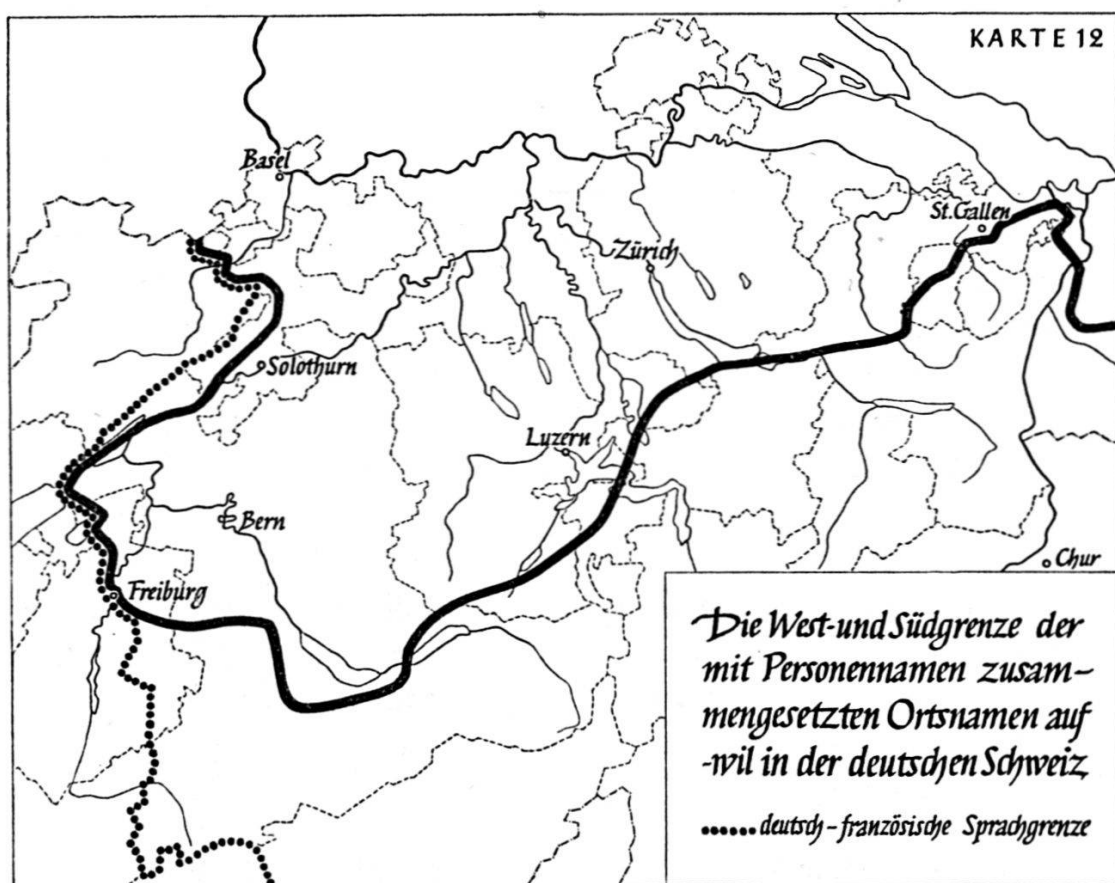 KARTE 12
Basel
St. Gallen
Zürich
Solothurn
Luzern
Bern
Chur
Freiburg
Die West- und Südgrenze der
mit Personennamen zusam-
mengesetzten Ortsnamen auf
-wil in der deutschen Schweiz
deutsch-französische Sprachgrenze